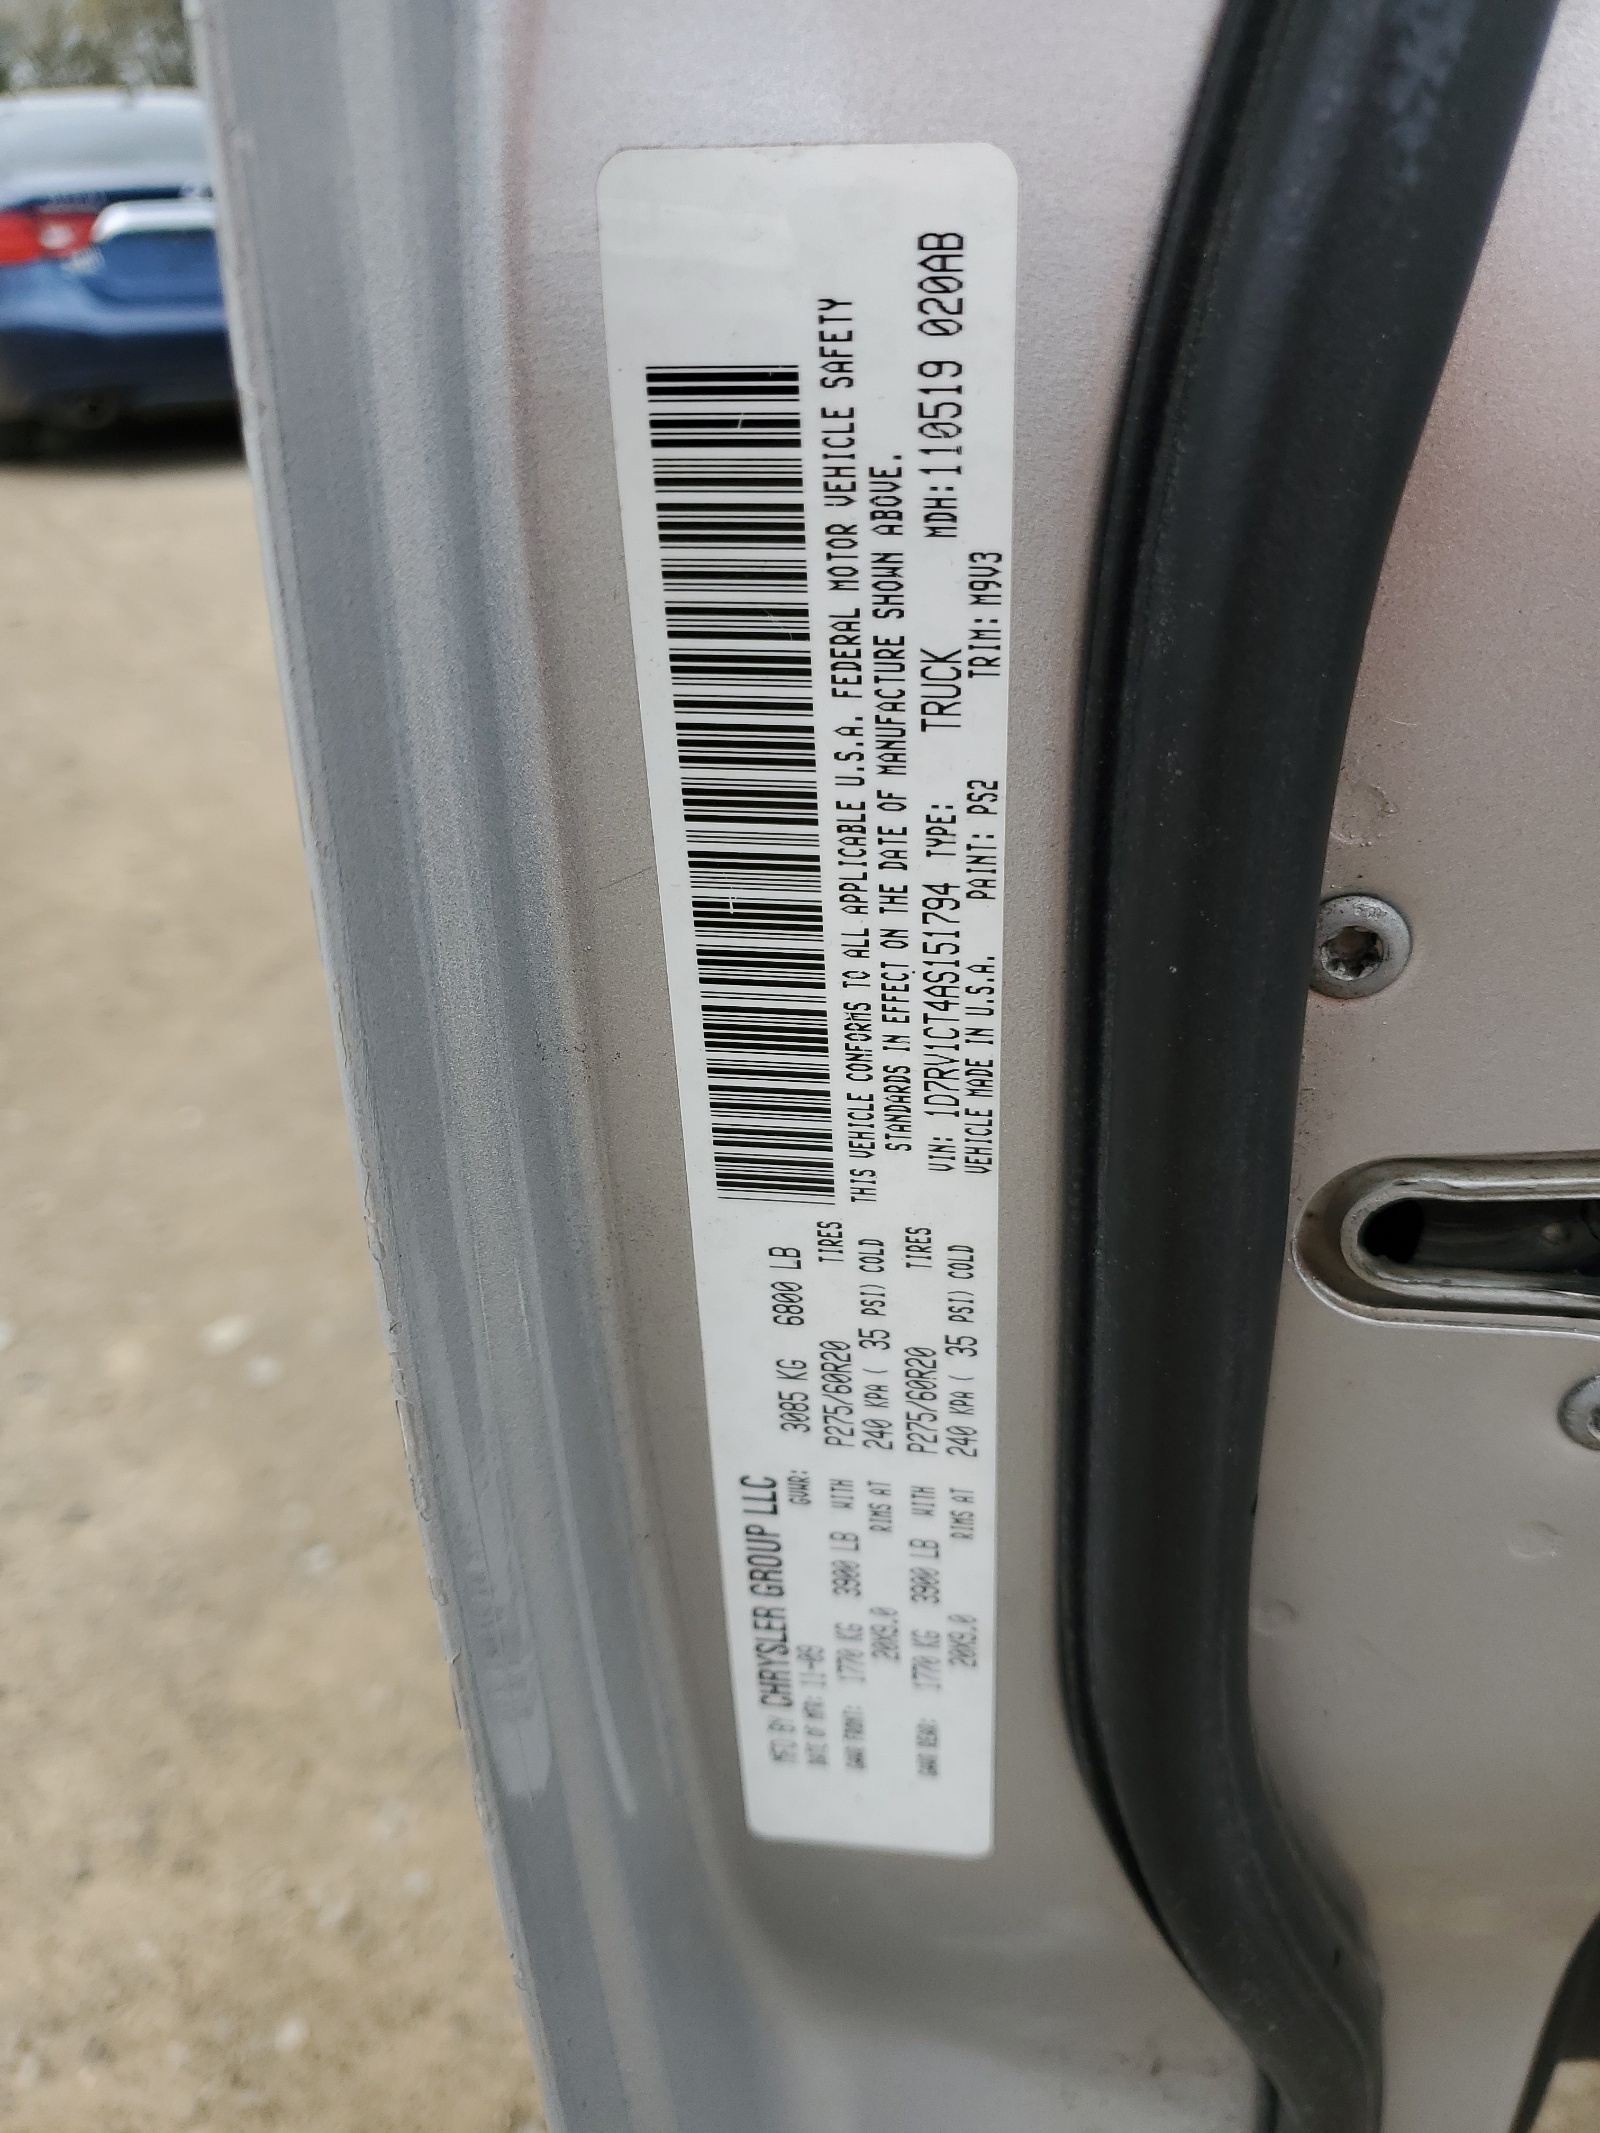 MFD BY CHRYSLER GROUP LLC
DATE OF MFR: 11-09 GVWR: 3085 KG 6800 LB
GAWR FRONT: 1770 KG 3900 LB WITH P275/60R20 TIRES
20X9.0 RIMS AT 240 KPA ( 35 PSI) COLD
GAWR REAR: 1770 KG 3900 LB WITH P275/60R20 TIRES
20X9.0 RIMS AT 240 KPA ( 35 PSI) COLD
THIS VEHICLE CONFORMS TO ALL APPLICABLE U.S.A. FEDERAL MOTOR VEHICLE SAFETY
STANDARDS IN EFFECT ON THE DATE OF MANUFACTURE SHOWN ABOVE.
VIN: 1D7RV1CT4AS151794 TYPE: TRUCK MDH:110519 020AB
VEHICLE MADE IN U.S.A. PAINT: PS2 TRIM: M9V3